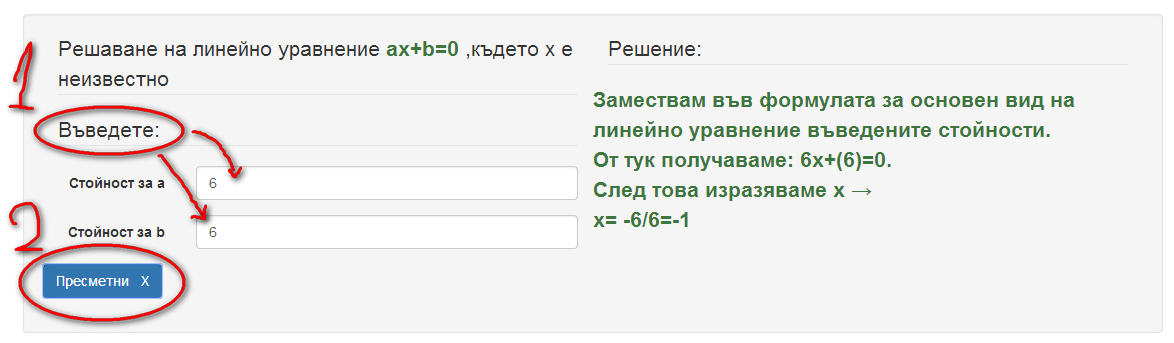 1
Решаване на линейно уравнение ax+b=0 ,където x е
неизвестно
Въведете:
Стойност за a
6
2
Стойност за b
6
Пресметни X
Решение:
Замествам във формулата за основен вид на
линейно уравнение въведените стойности.
От тук получаваме: 6x+(6)=0.
След това изразяваме x →
x= -6/6=-1